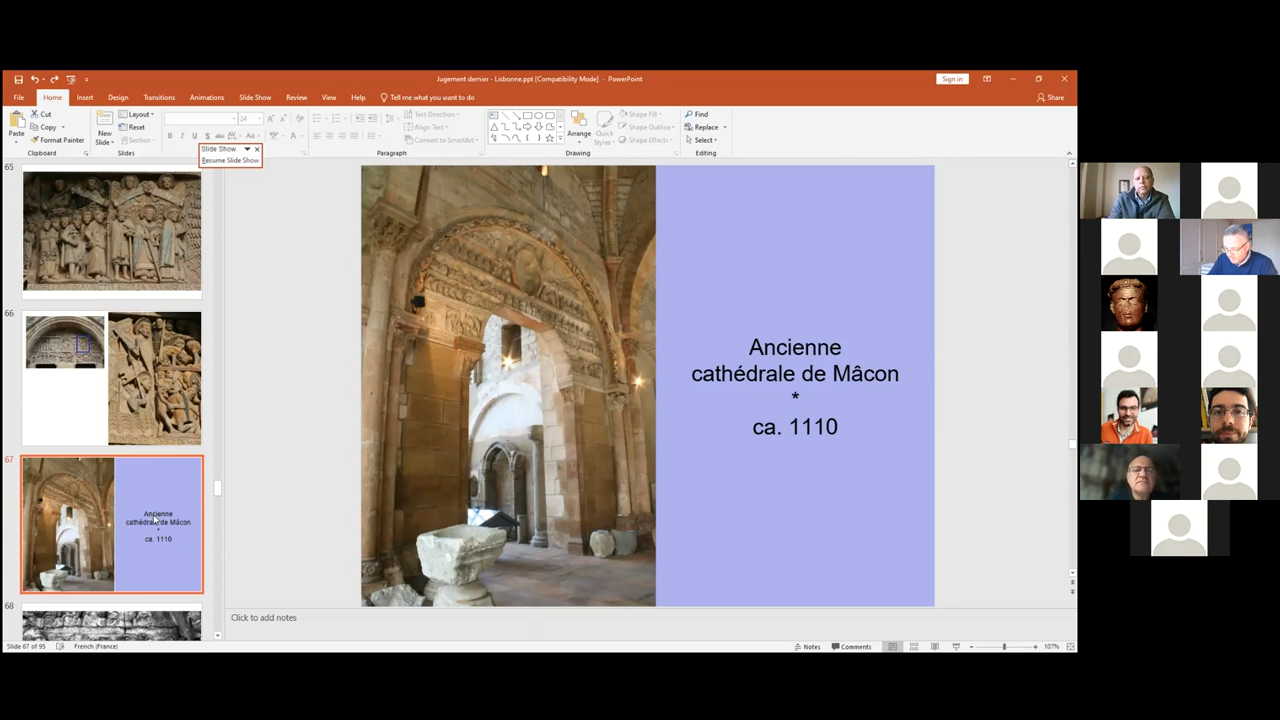 Jugement dernier - Lisbonne.ppt [Compatibility Mode] - PowerPoint
Sign in
File Home Insert Design Transitions Animations Slide Show Review View Help Tell me what you want to do
Share
Paste
Cut
Copy
Format Painter
Clipboard
New Slide
Layout
Reset
Section
Slides
24
Slide Show
Resume Slide Show
Text Direction
Align Text
Convert to SmartArt
Paragraph
Arrange
Quick Styles
Shape Fill
Shape Outline
Shape Effects
Drawing
Find
Replace
Select
Editing
65
66
67
Ancienne
cathédrale de Mâcon
*
ca. 1110
68
Ancienne
cathédrale de Mâcon
*
ca. 1110
Click to add notes
Slide 67 of 95
French (France)
Notes
Comments
107%